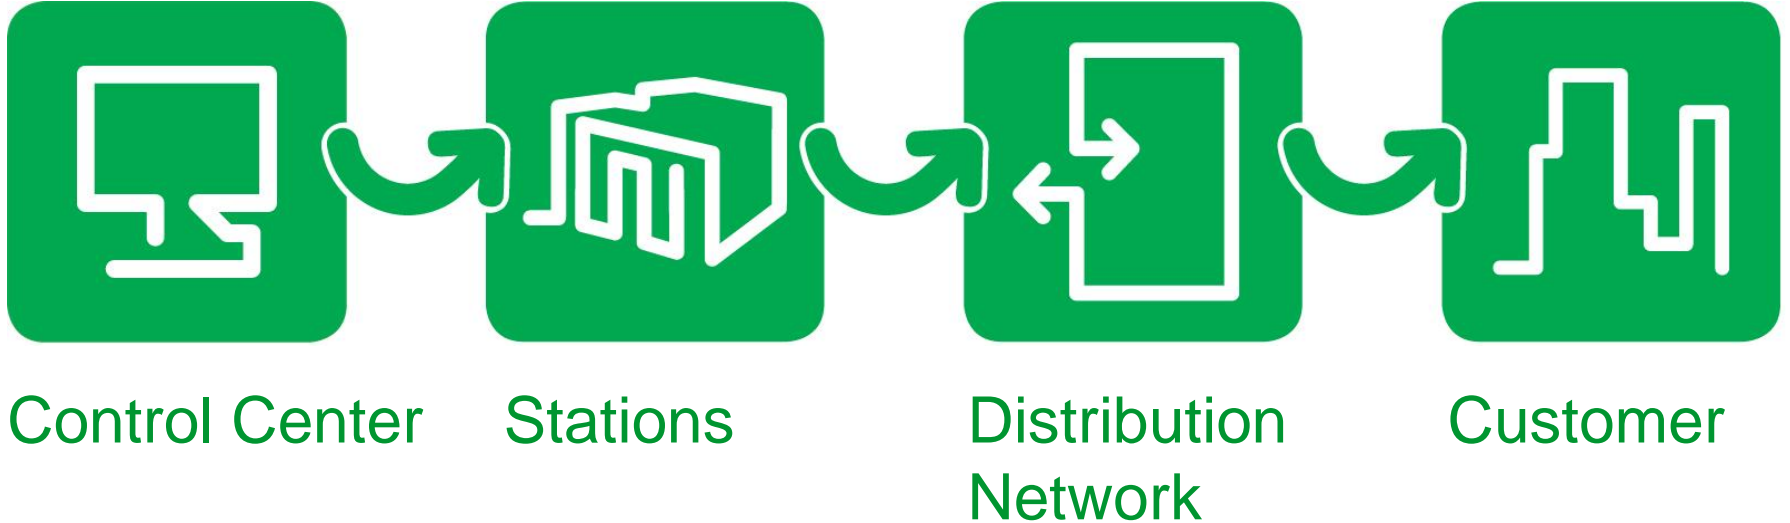 Control Center
Stations
Distribution
Network
Customer